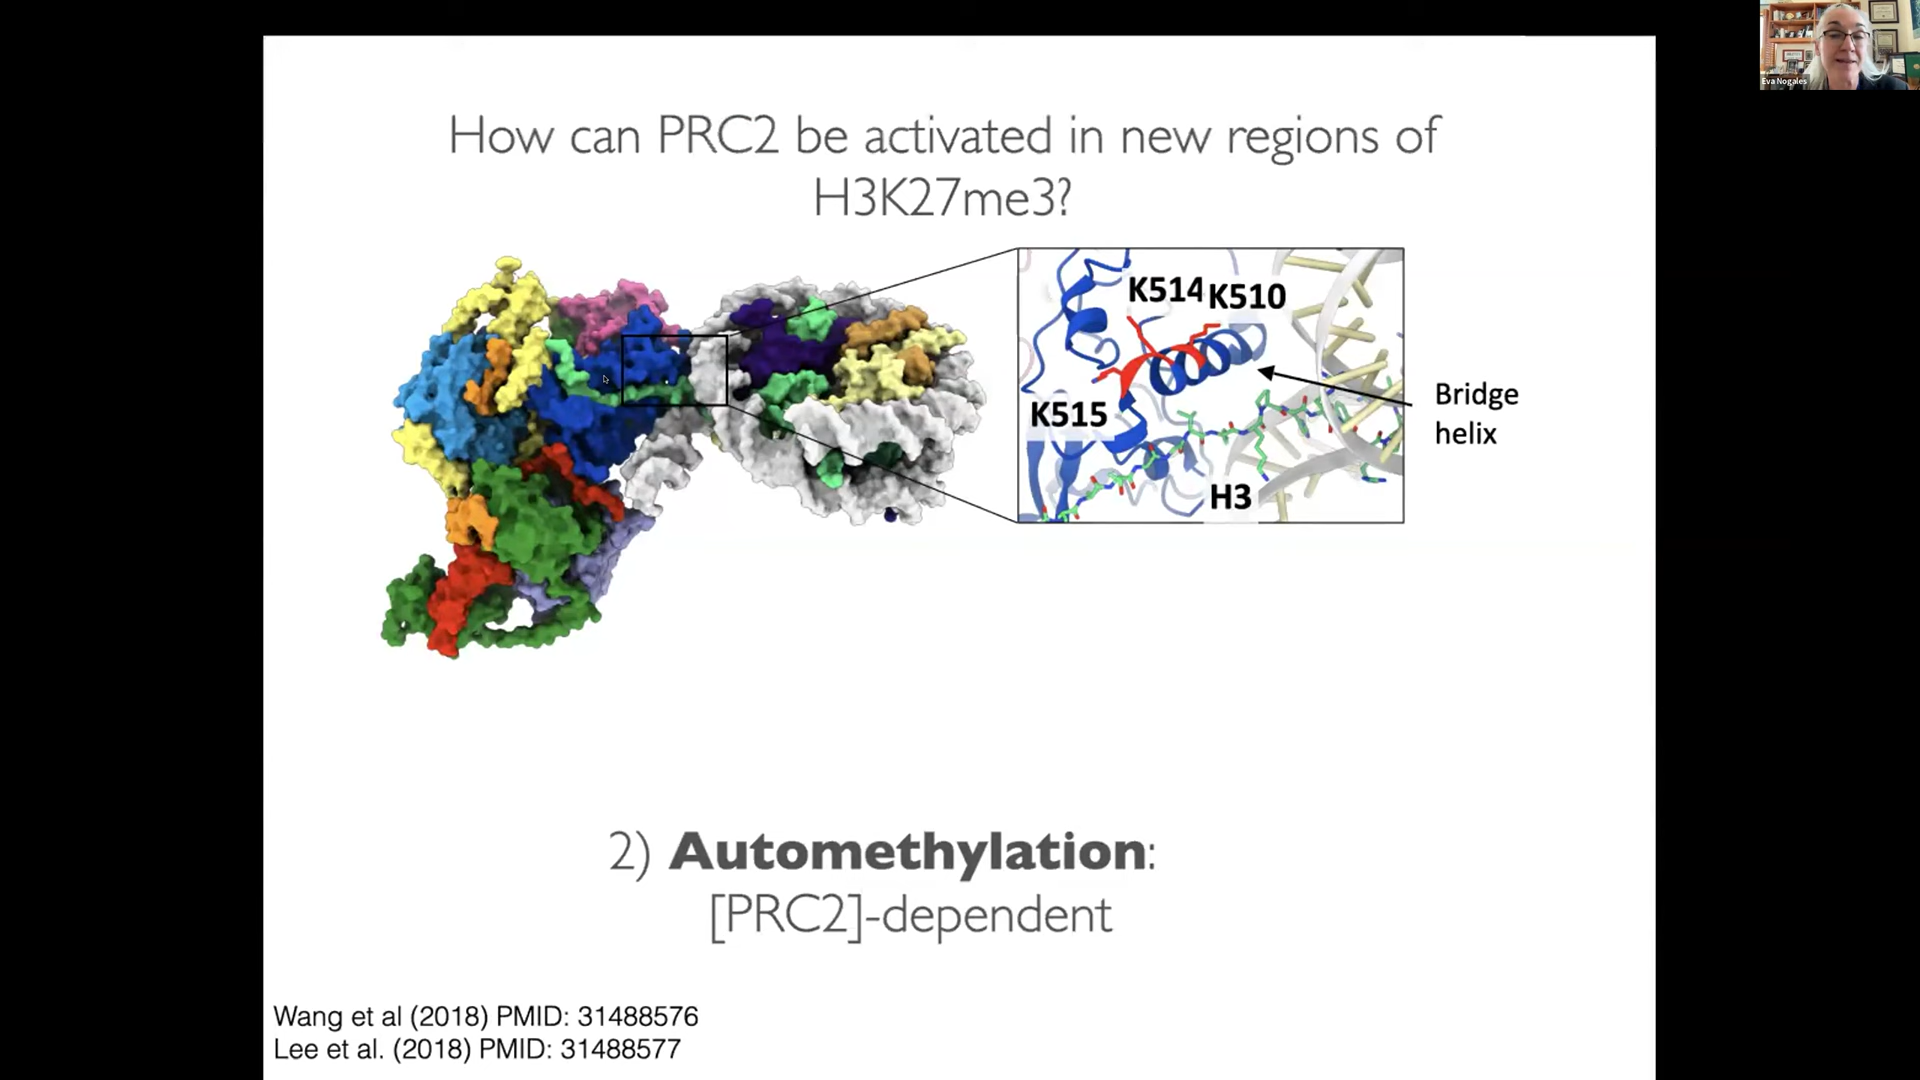 Eva Nogales
How can PRC2 be activated in new regions of
H3K27me3?
K514 K510
K515
H3
Bridge
helix
2) Automethylation:
[PRC2]-dependent
Wang et al (2018) PMID: 31488576
Lee et al. (2018) PMID: 31488577